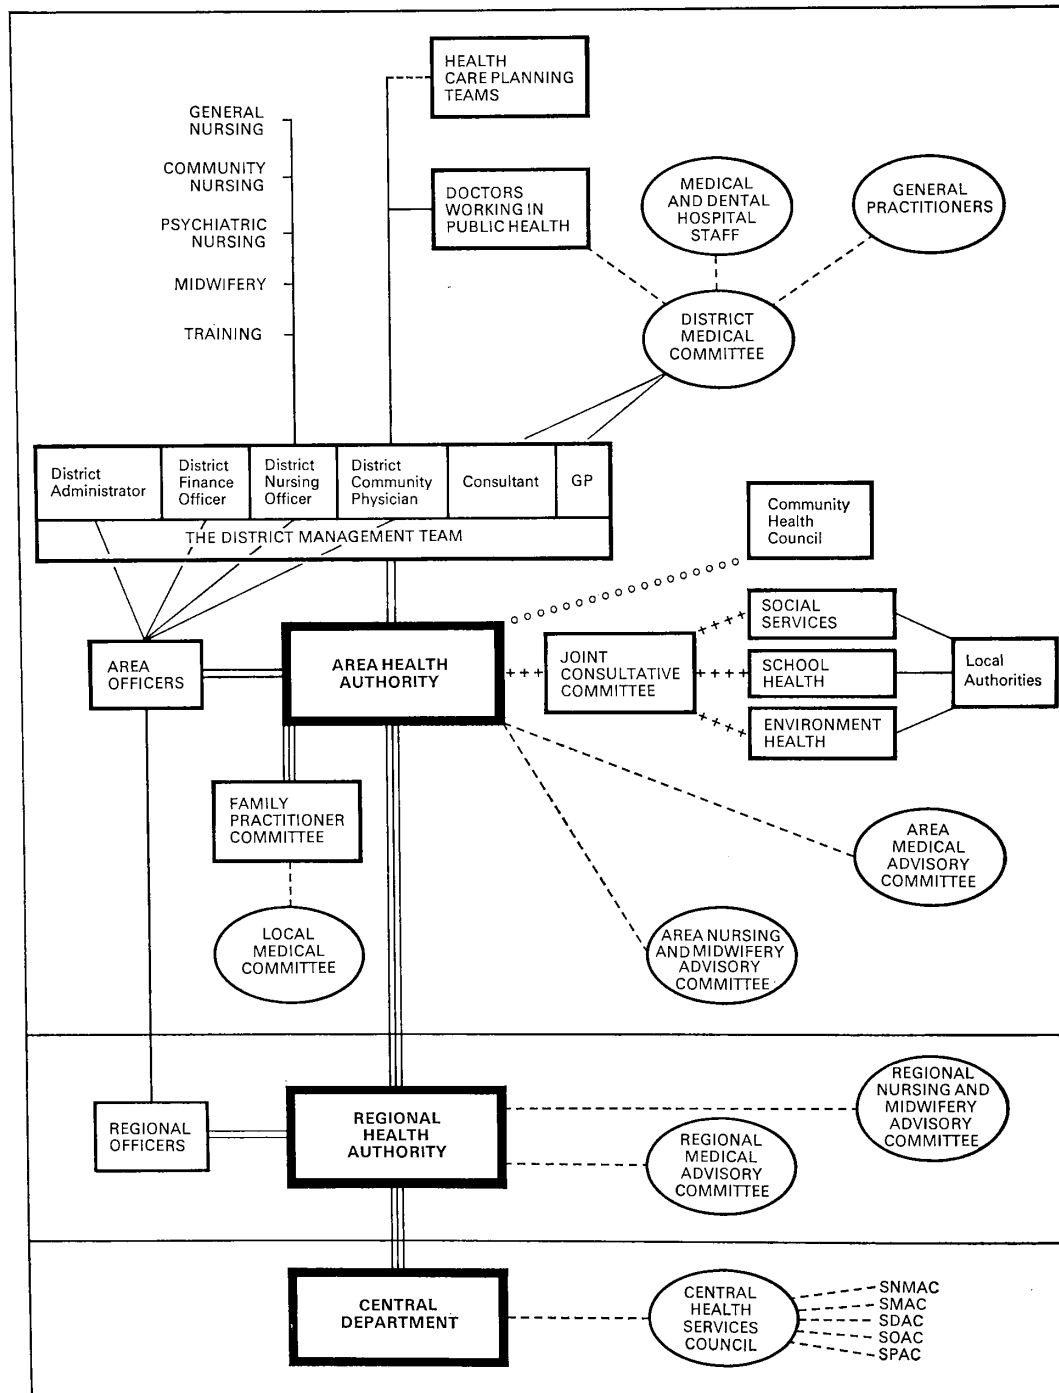 HEALTH
CARE PLANNING
TEAMS
GENERAL
NURSING
COMMUNITY
NURSING
PSYCHIATRIC
NURSING
MIDWIFERY
TRAINING
DOCTORS
WORKING IN
PUBLIC HEALTH
MEDICAL
AND DENTAL
HOSPITAL
STAFF
GENERAL
PRACTITIONERS
DISTRICT
MEDICAL
COMMITTEE
District
Administrator
District
Finance
Officer
District
Nursing
Officer
District
Community
Physician
Consultant
GP
THE DISTRICT MANAGEMENT TEAM
Community
Health
Council
AREA
OFFICERS
AREA HEALTH
AUTHORITY
JOINT
CONSULTATIVE
COMMITTEE
SOCIAL
SERVICES
SCHOOL
HEALTH
ENVIRONMENT
HEALTH
Local
Authorities
FAMILY
PRACTITIONER
COMMITTEE
LOCAL
MEDICAL
COMMITTEE
AREA
MEDICAL
ADVISORY
COMMITTEE
AREA NURSING
AND MIDWIFERY
ADVISORY
COMMITTEE
REGIONAL
OFFICERS
REGIONAL
HEALTH
AUTHORITY
REGIONAL
NURSING AND
MIDWIFERY
ADVISORY
COMMITTEE
REGIONAL
MEDICAL
ADVISORY
COMMITTEE
CENTRAL
DEPARTMENT
CENTRAL
HEALTH
SERVICES
COUNCIL
SNMAC
SMAC
SDAC
SOAC
SPAC